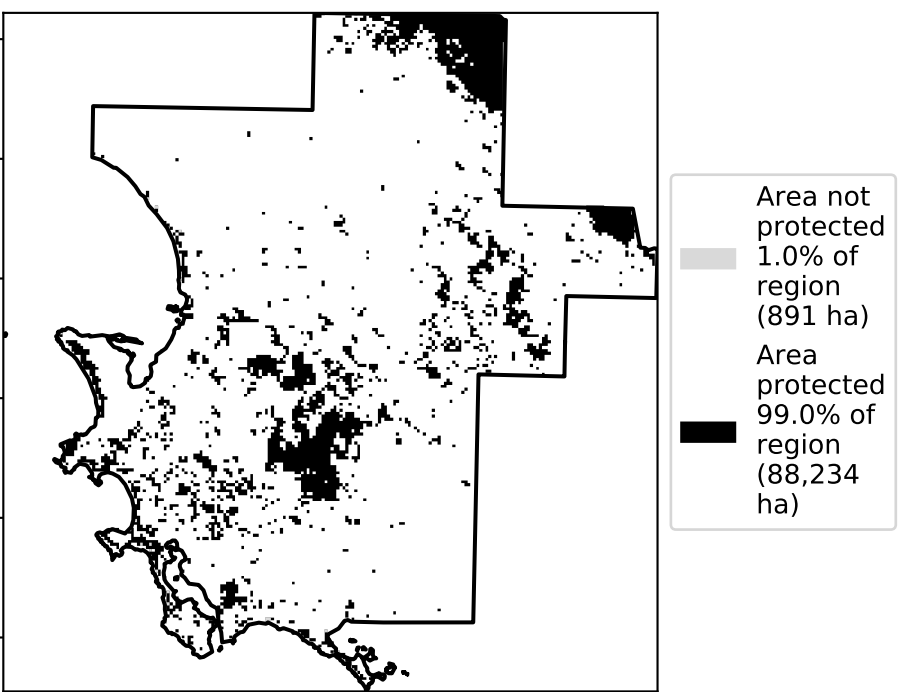 Area not
protected
1.0% of
region
(891 ha)
Area
protected
99.0% of
region
(88,234
ha)